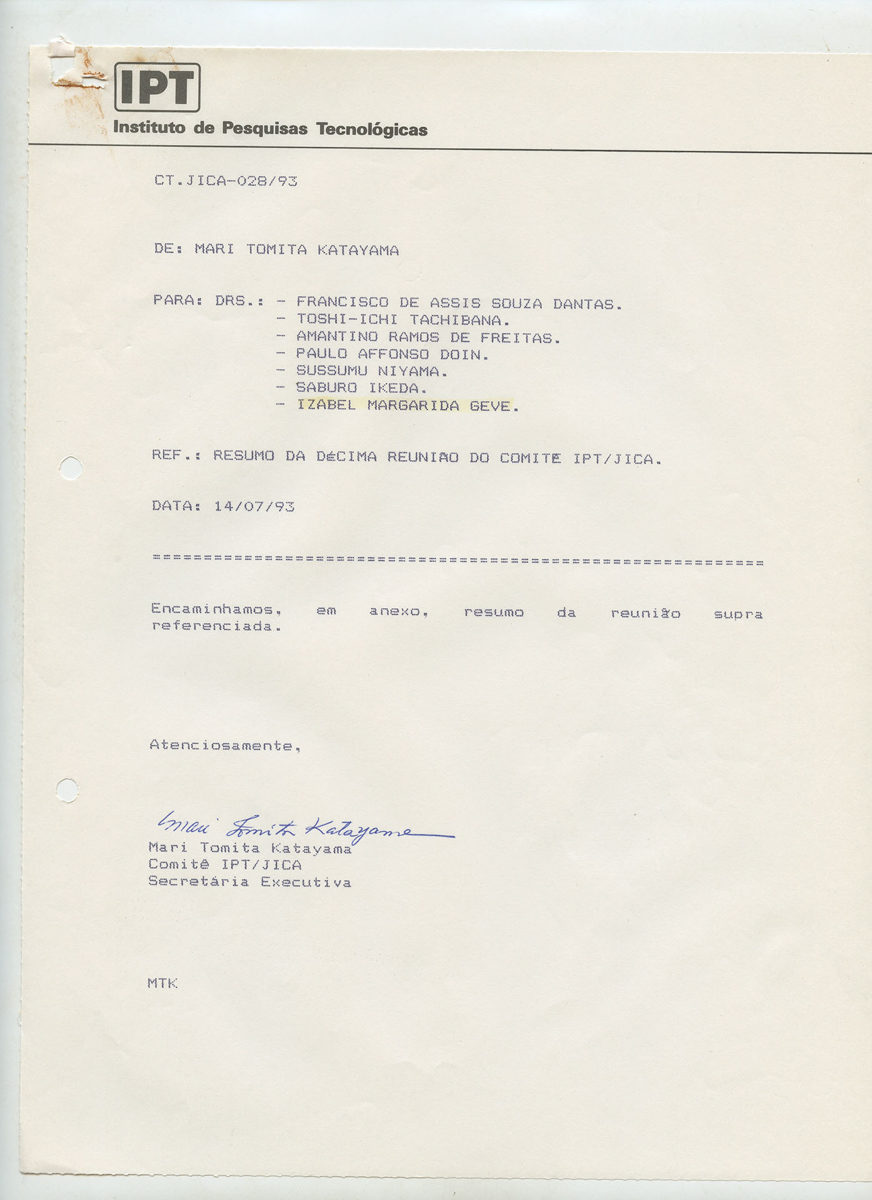 IPT
Instituto de Pesquisas Tecnológicas
CT.JICA-028/93
DE: MARI TOMITA KATAYAMA
PARA: DRS.: - FRANCISCO DE ASSIS SOUZA DANTAS.
- TOSHI-ICHI TACHIBANA.
- AMANTINO RAMOS DE FREITAS.
- PAULO AFFONSO DOIN.
- SUSSUMU NIYAMA.
- SABURO IKEDA.
- IZABEL MARGARIDA GEVE.
REF.: RESUMO DA DéCIMA REUNIÃO DO COMITÊ IPT/JICA.
DATA: 14/07/93
============================================================
Encaminhamos, em anexo, resumo da reunião supra
referenciada.
Atenciosamente,
Mari Tomita Katayama
Mari Tomita Katayama
Comitê IPT/JICA
Secretária Executiva
MTK